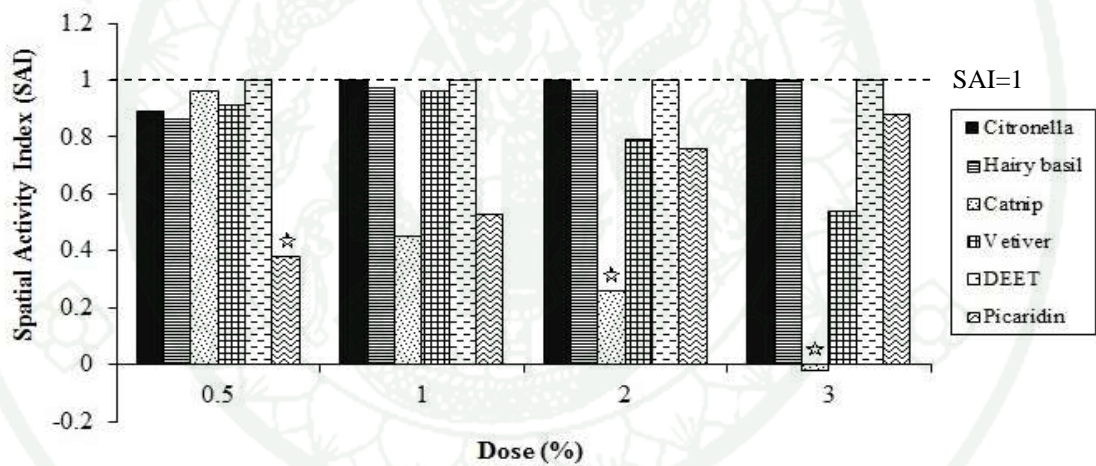 1.2
1
0.8
0.6
0.4
0.2
0
-0.2
Spatial Activity Index (SAI)
SAI=1
Citronella
Hairy basil
Catnip
Vetiver
DEET
Picaridin
0.5 1 2 3
Dose (%)